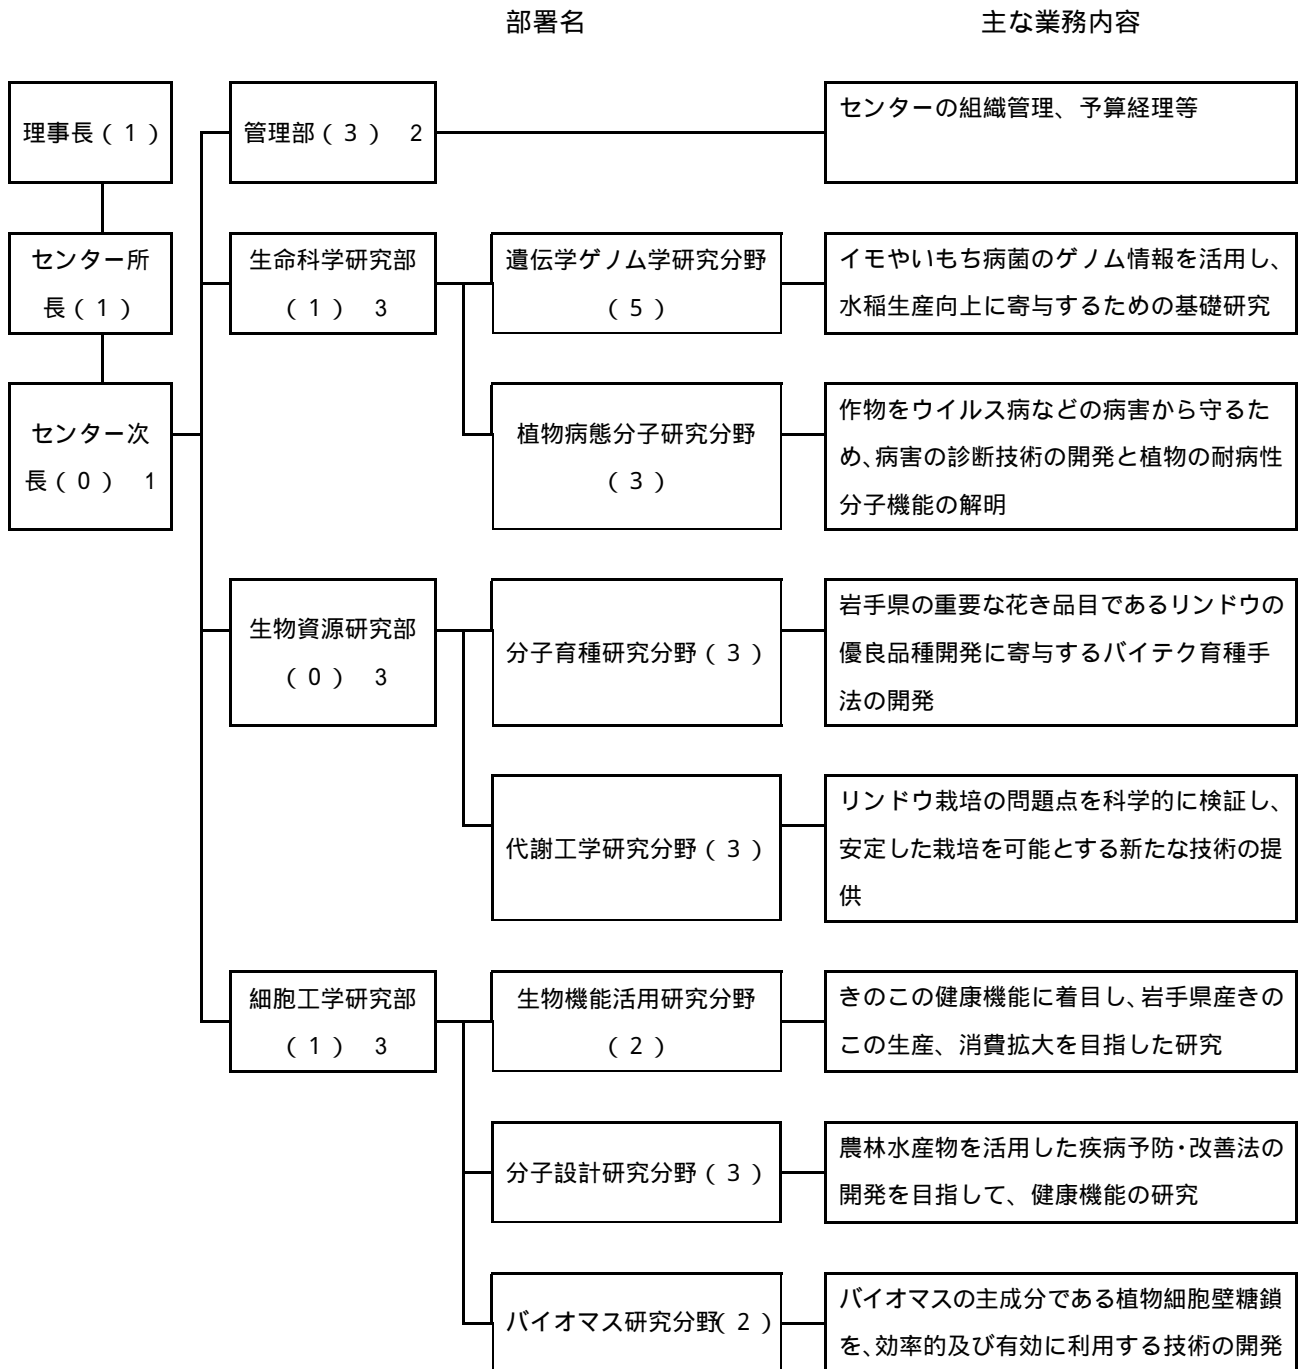 部署名
主な業務内容
理事長(1)
センター所
長(1)
センター次
長(0) 1
管理部(3) 2
センターの組織管理、予算経理等
生命科学研究部
(1) 3
遺伝学ゲノム学研究分野
(5)
イモやいもち病菌のゲノム情報を活用し、
水稲生産向上に寄与するための基礎研究
植物病態分子研究分野
(3)
作物をウイルス病などの病害から守るた
め、病害の診断技術の開発と植物の耐病性
分子機能の解明
生物資源研究部
(0) 3
分子育種研究分野(3)
岩手県の重要な花き品目であるリンドウの
優良品種開発に寄与するバイテク育種手
法の開発
代謝工学研究分野(3)
リンドウ栽培の問題点を科学的に検証し、
安定した栽培を可能とする新たな技術の提
供
細胞工学研究部
(1) 3
生物機能活用研究分野
(2)
きのこの健康機能に着目し、岩手県産きの
この生産、消費拡大を目指した研究
分子設計研究分野(3)
農林水産物を活用した疾病予防・改善法の
開発を目指して、健康機能の研究
バイオマス研究分野(2)
バイオマスの主成分である植物細胞壁糖鎖
を、効率的及び有効に利用する技術の開発